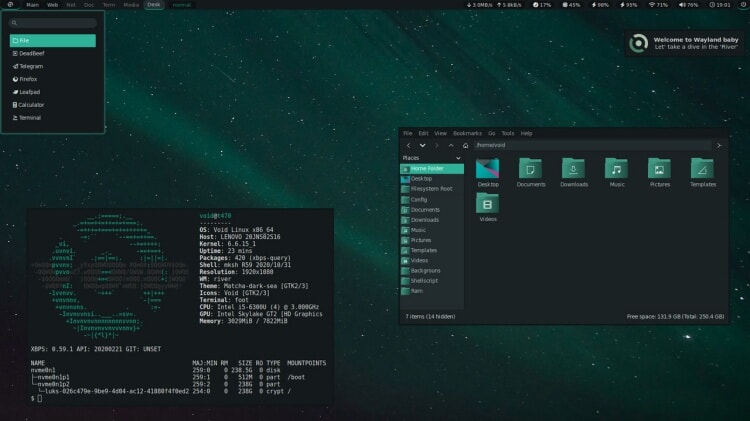 Main Web Not Doc Term Media Desk normal
3.0MB/s 5.8kB/s 17% 45% 98% 95% 71% 76% 19:01
File
DeadBeef
Telegram
Firefox
Leafpad
Calculator
Terminal
Welcome to Wayland baby
Let' take a dive in the 'River'
File Edit View Bookmarks Go Tools Help
/home/void
Places
Home Folder
Desktop
Filesystem Root
Config
Documents
Downloads
Music
Pictures
Templates
Videos
Backgroun
Shellscript
Ram
Desktop Documents Downloads Music Pictures Templates
Videos
7 items (14 hidden) Free space: 131.9 GB (Total: 250.4 GB)
void@t470
---------
OS: Void Linux x86_64
Host: LENOVO 20JNS02S16
Kernel: 6.6.15_1
Uptime: 23 mins
Packages: 420 (xbps-query)
Shell: mksh R59 2020/10/31
Resolution: 1920x1080
WM: river
Theme: Matcha-dark-sea [GTK2/3]
Icons: Void [GTK2/3]
Terminal: foot
CPU: Intel i5-6300U (4) @ 3.000GHz
GPU: Intel Skylake GT2 [HD Graphics
Memory: 3029MiB / 7822MiB
XBPS: 0.59.1 API: 20200221 GIT: UNSET
NAME MAJ:MIN RM SIZE RO TYPE MOUNTPOINTS
nvme0n1 259:0 0 238.5G 0 disk
├─nvme0n1p1 259:1 0 512M 0 part /boot
└─nvme0n1p2 259:2 0 238G 0 part
└─luks-026c479e-9be9-4d04-ac12-41880f4f0ed2 254:0 0 238G 0 crypt /
$